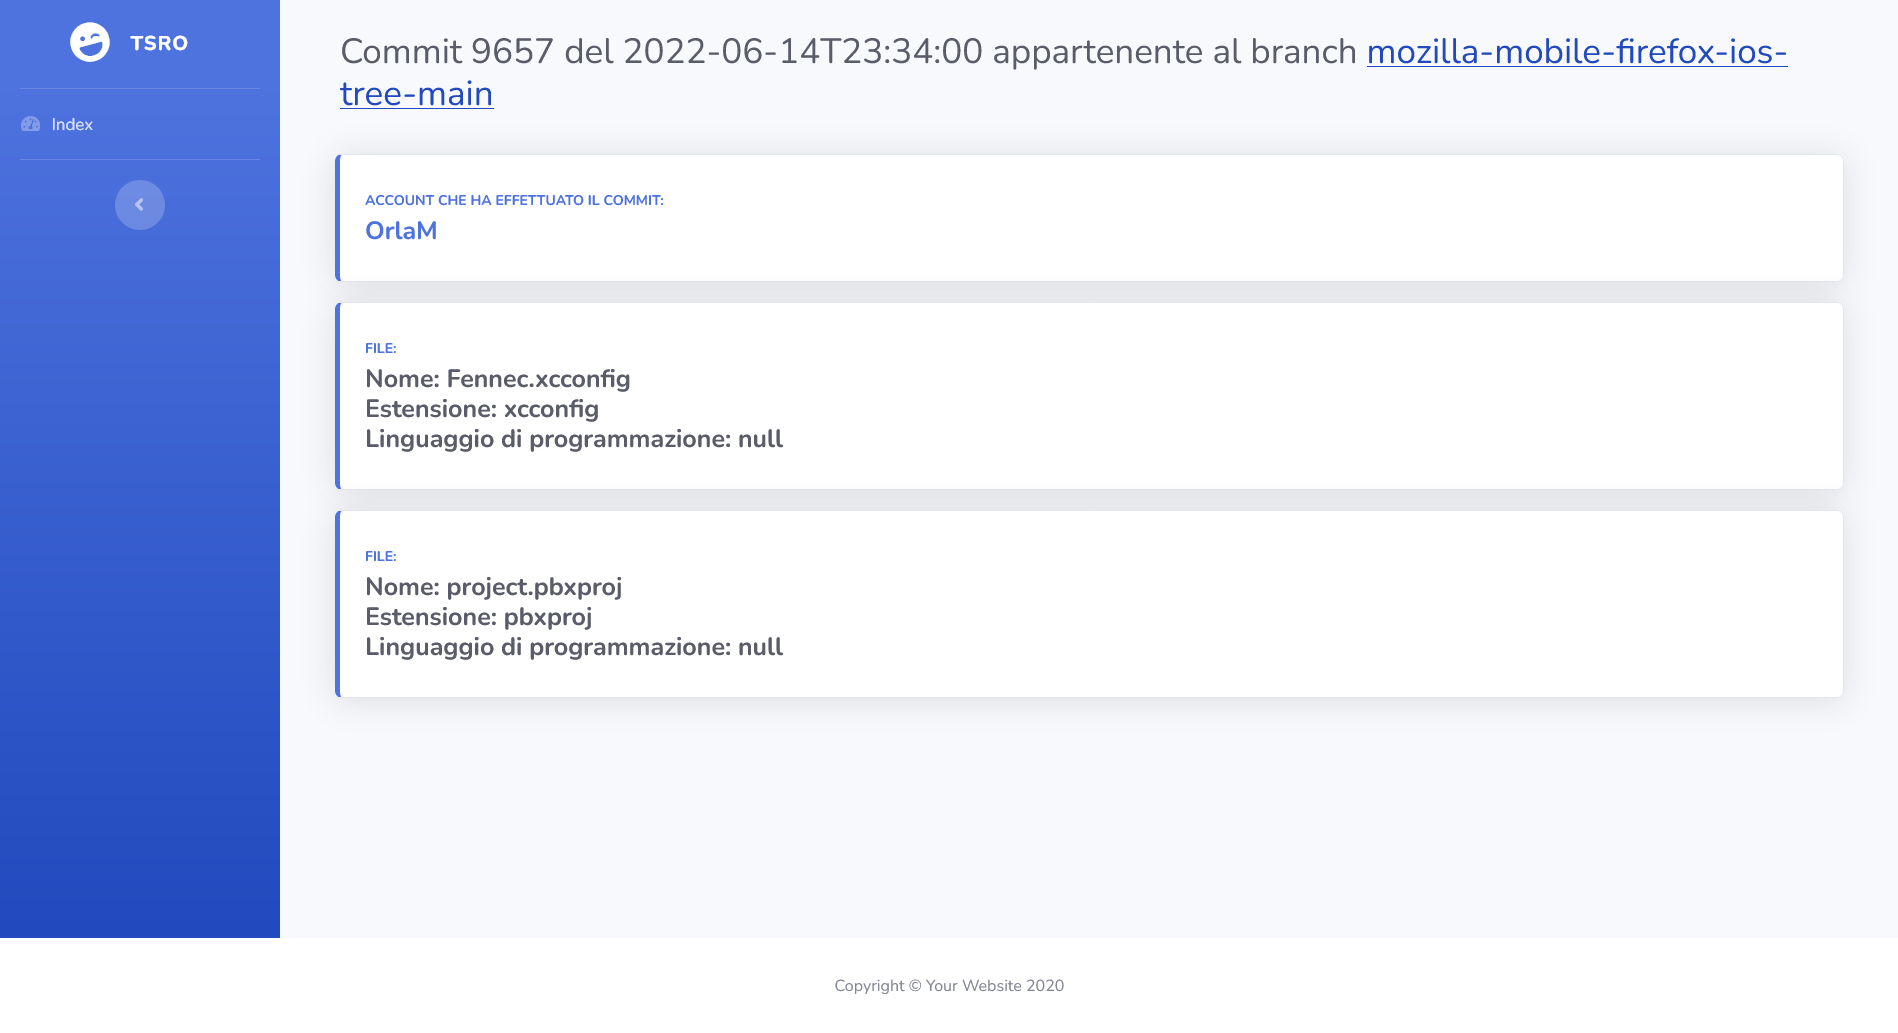 TSRO
Index
Commit 9657 del 2022-06-14T23:34:00 appartenente al branch mozilla-mobile-firefox-ios-
tree-main
ACCOUNT CHE HA EFFETTUATO IL COMMIT:
OrlaM
FILE:
Nome: Fennec.xcconfig
Estensione: xcconfig
Linguaggio di programmazione: null
FILE:
Nome: project.pbxproj
Estensione: pbxproj
Linguaggio di programmazione: null
Copyright © Your Website 2020